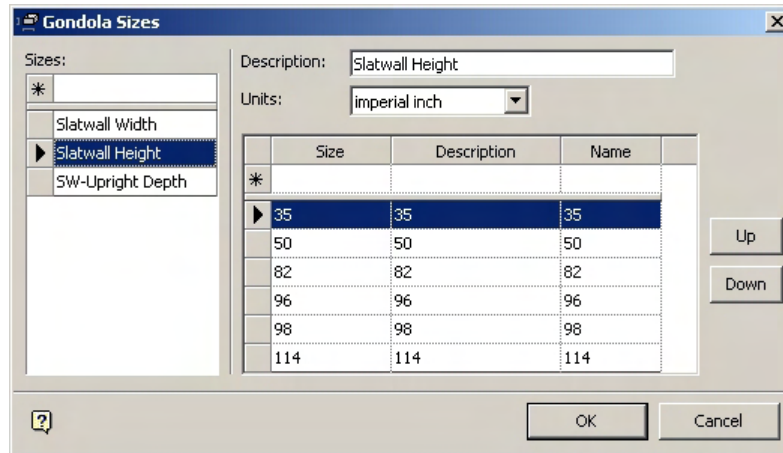 Gondola Sizes
Sizes:
Slatwall Width
Slatwall Height
SW-Upright Depth
Description: Slatwall Height
Units: imperial inch
Size Description Name
35 35 35
50 50 50
82 82 82
96 96 96
98 98 98
114 114 114
Up
Down
OK Cancel